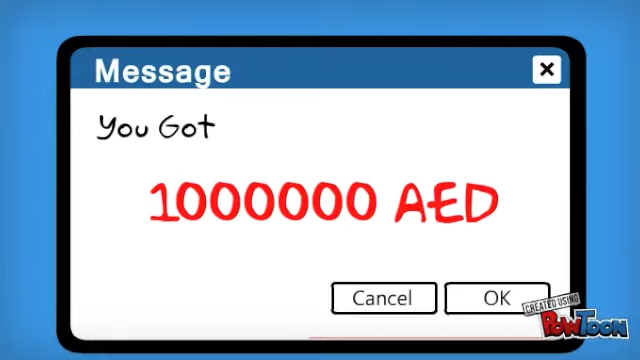 Message
You Got
1000000 AED
Cancel OK
CREATED USING
POWTOON